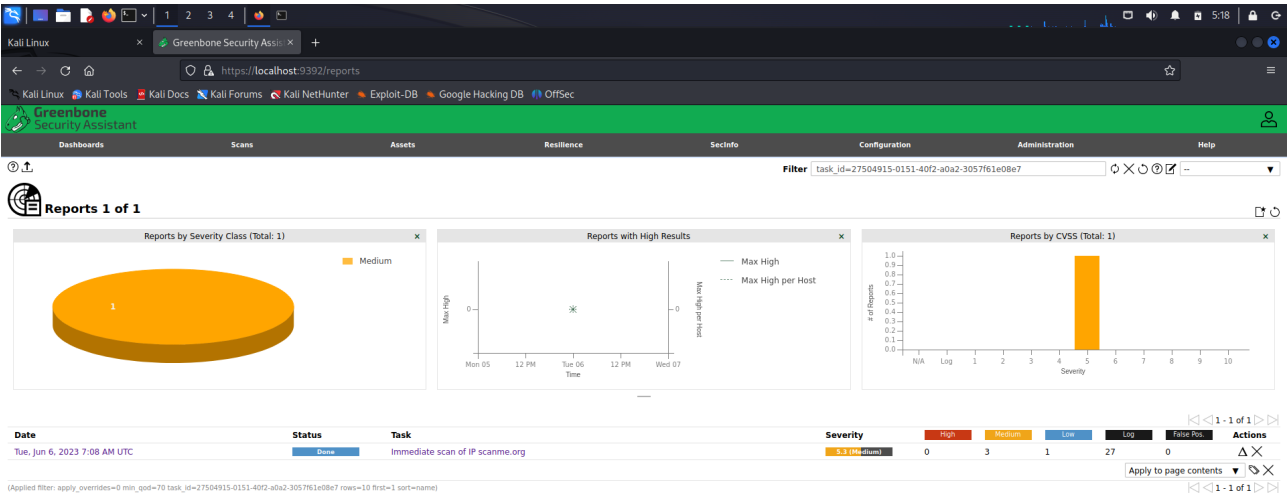 1 2 3 4 5:18
Kali Linux × Greenbone Security Assis × +
https://localhost:9392/reports
Kali Linux Kali Tools Kali Docs Kali Forums Kali NetHunter Exploit-DB Google Hacking DB OffSec
Greenbone
Security Assistant
Dashboards Scans Assets Resilience SecInfo Configuration Administration Help
Filter task_id=27504915-0151-40f2-a0a2-3057f61e08e7 --
Reports 1 of 1
Reports by Severity Class (Total: 1) ×
Medium
1
Reports with High Results ×
Max High
Max High per Host
Max High
0
0
Max High per Host
Mon 05 12 PM Tue 06 12 PM Wed 07
Time
Reports by CVSS (Total: 1) ×
1.0
0.9
0.8
0.7
0.6
0.5
0.4
0.3
0.2
0.1
0.0
# of Reports
N/A Log 1 2 3 4 5 6 7 8 9 10
Severity
1 - 1 of 1
Date Status Task Severity High Medium Low Log False Pos. Actions
Tue, Jun 6, 2023 7:08 AM UTC Done Immediate scan of IP scanme.org 5.3 (Medium) 0 3 1 27 0
Apply to page contents
(Applied filter: apply_overrides=0 min_qod=70 task_id=27504915-0151-40f2-a0a2-3057f61e08e7 rows=10 first=1 sort=name)
1 - 1 of 1